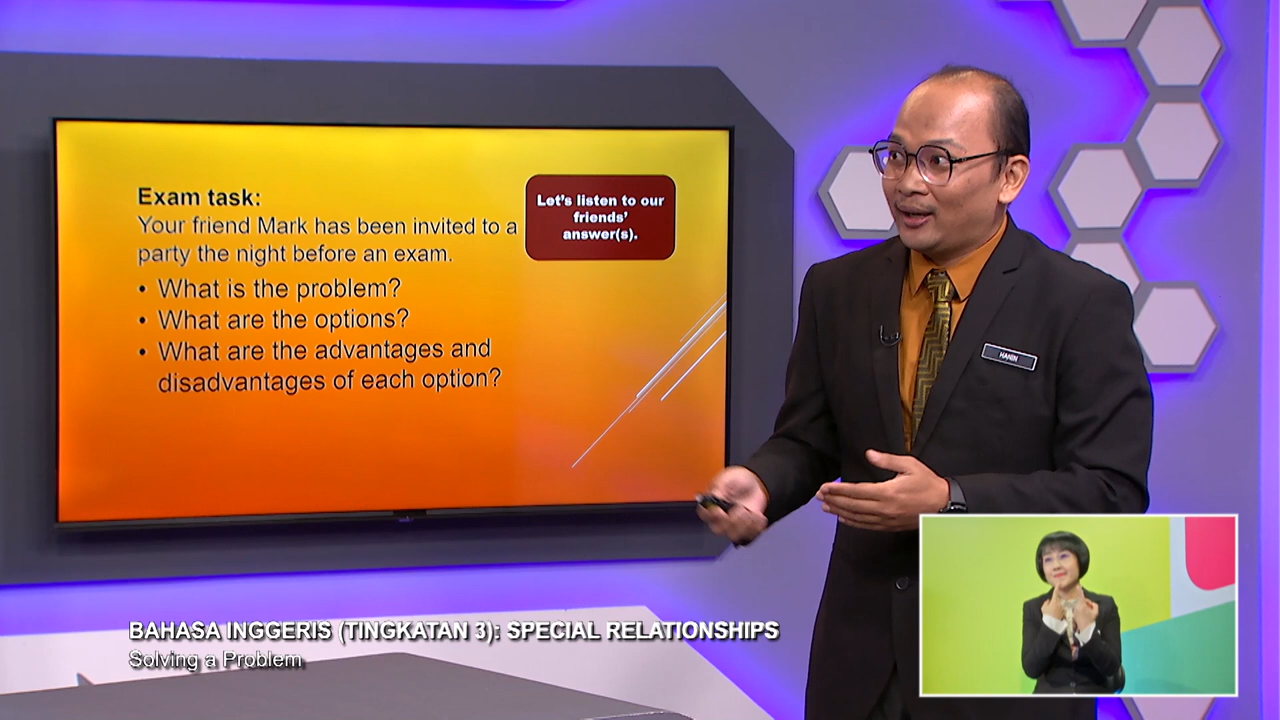 Exam task:
Your friend Mark has been invited to a
party the night before an exam.
• What is the problem?
• What are the options?
• What are the advantages and
disadvantages of each option?
Let's listen to our
friends'
answer(s).
HANIN
BAHASA INGGERIS (TINGKATAN 3): SPECIAL RELATIONSHIPS
Solving a Problem